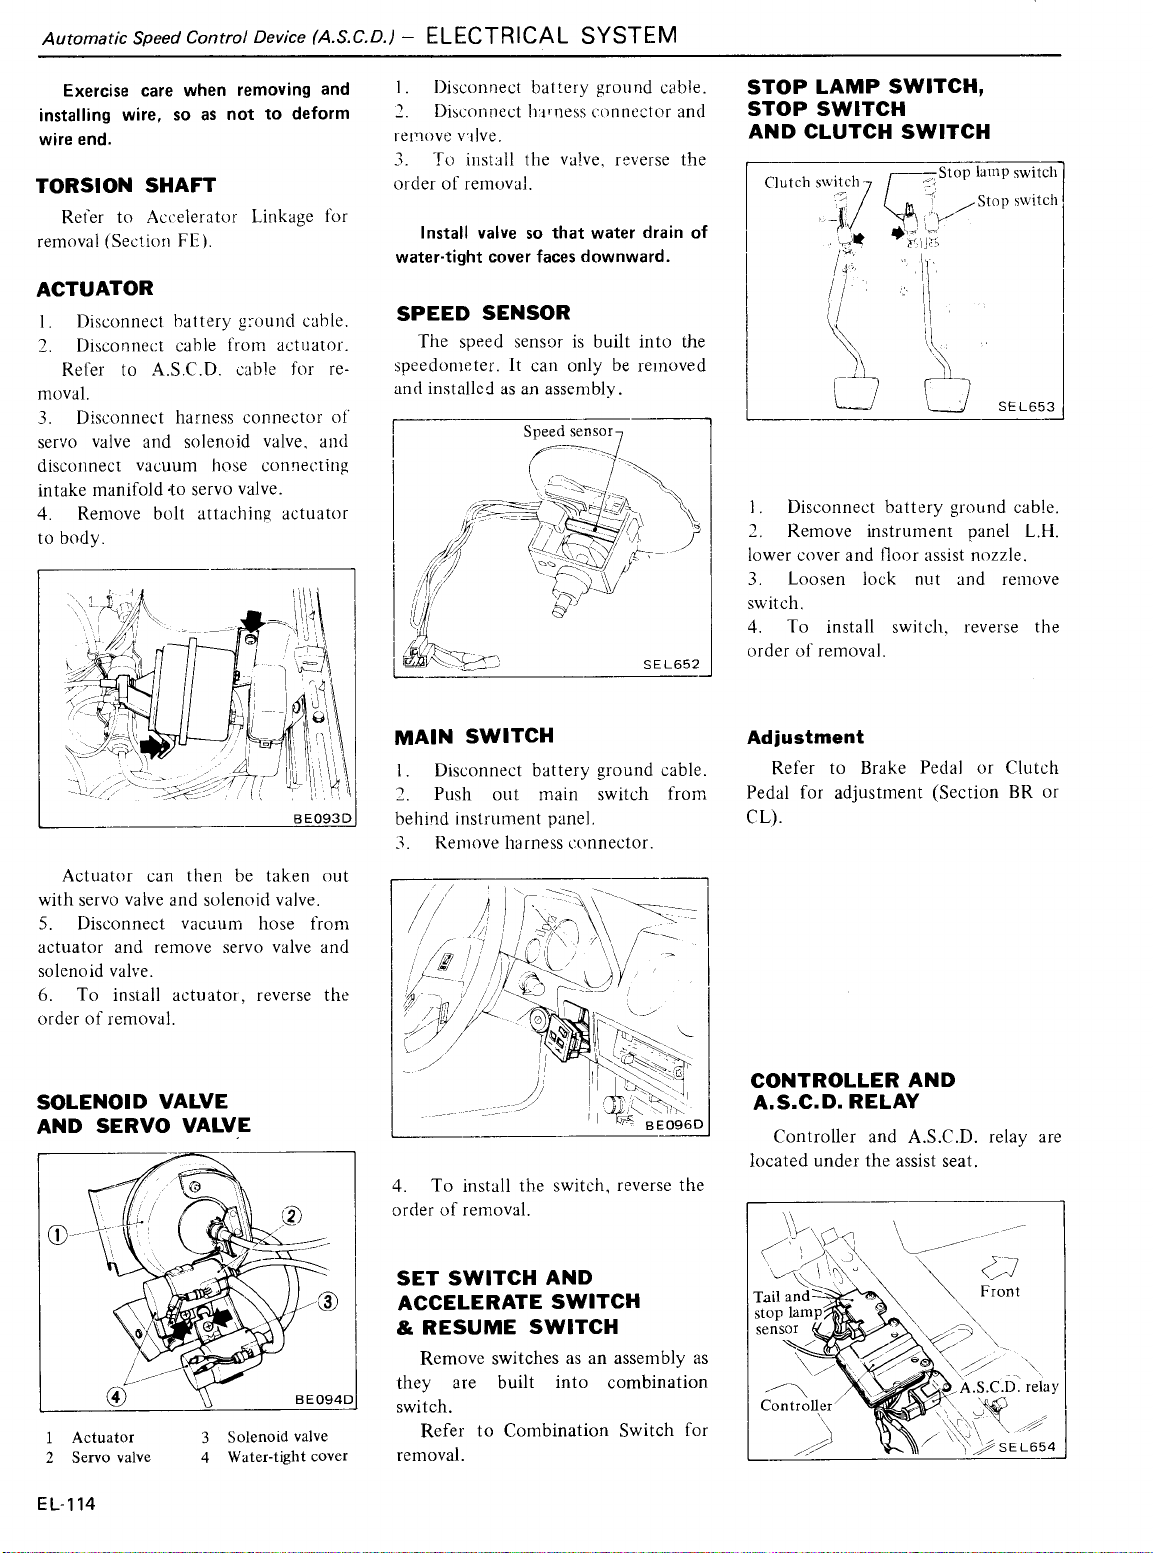 Automatic Speed Control Device (A.S.C.D.) – ELECTRICAL SYSTEM
Exercise care when removing and
installing wire, so as not to deform
wire end.
TORSION SHAFT
Refer to Accelerator Linkage for
removal (Section FE).
ACTUATOR
1. Disconnect battery ground cable.
2. Disconnect cable from actuator.
Refer to A.S.C.D. cable for re-
moval.
3. Disconnect harness connector of
servo valve and solenoid valve, and
disconnect vacuum hose connecting
intake manifold to servo valve.
4. Remove bolt attaching actuator
to body.
BE093D
Actuator can then be taken out
with servo valve and solenoid valve.
5. Disconnect vacuum hose from
actuator and remove servo valve and
solenoid valve.
6. To install actuator, reverse the
order of removal.
SOLENOID VALVE
AND SERVO VALVE
1
2
3
4
BE094D
1 Actuator 3 Solenoid valve
2 Servo valve 4 Water-tight cover
EL-114
1. Disconnect battery ground cable.
2. Disconnect harness connector and
remove valve.
3. To install the valve, reverse the
order of removal.
Install valve so that water drain of
water-tight cover faces downward.
SPEED SENSOR
The speed sensor is built into the
speedometer. It can only be removed
and installed as an assembly.
Speed sensor
SEL652
MAIN SWITCH
1. Disconnect battery ground cable.
2. Push out main switch from
behind instrument panel.
3. Remove harness connector.
BE096D
4. To install the switch, reverse the
order of removal.
SET SWITCH AND
ACCELERATE SWITCH
& RESUME SWITCH
Remove switches as an assembly as
they are built into combination
switch.
Refer to Combination Switch for
removal.
STOP LAMP SWITCH,
STOP SWITCH
AND CLUTCH SWITCH
Clutch switch
Stop lamp switch
Stop switch
SEL653
1. Disconnect battery ground cable.
2. Remove instrument panel L.H.
lower cover and floor assist nozzle.
3. Loosen lock nut and remove
switch.
4. To install switch, reverse the
order of removal.
Adjustment
Refer to Brake Pedal or Clutch
Pedal for adjustment (Section BR or
CL).
CONTROLLER AND
A.S.C.D. RELAY
Controller and A.S.C.D. relay are
located under the assist seat.
Tail and
stop lamp
sensor
Front
A.S.C.D. relay
Controller
SEL654